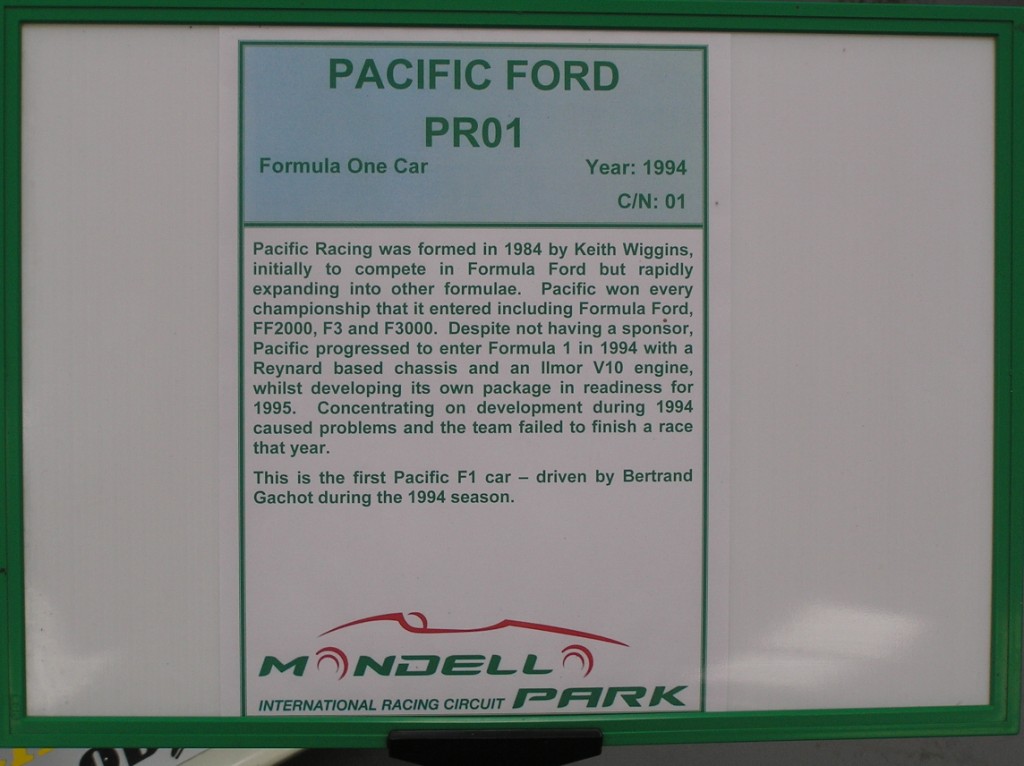 PACIFIC FORD
PR01
Formula One Car Year: 1994
C/N: 01
Pacific Racing was formed in 1984 by Keith Wiggins,
initially to compete in Formula Ford but rapidly
expanding into other formulae. Pacific won every
championship that it entered including Formula Ford,
FF2000, F3 and F3000. Despite not having a sponsor,
Pacific progressed to enter Formula 1 in 1994 with a
Reynard based chassis and an Ilmor V10 engine,
whilst developing its own package in readiness for
1995. Concentrating on development during 1994
caused problems and the team failed to finish a race
that year.
This is the first Pacific F1 car – driven by Bertrand
Gachot during the 1994 season.
MONDELLO
INTERNATIONAL RACING CIRCUIT PARK